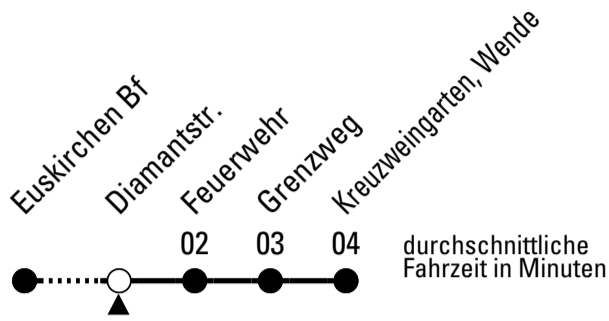 Euskirchen Bf
Diamantstr.
Feuerwehr
Grenzweg
Kreuzweingarten, Wende
02 03 04
durchschnittliche
Fahrzeit in Minuten